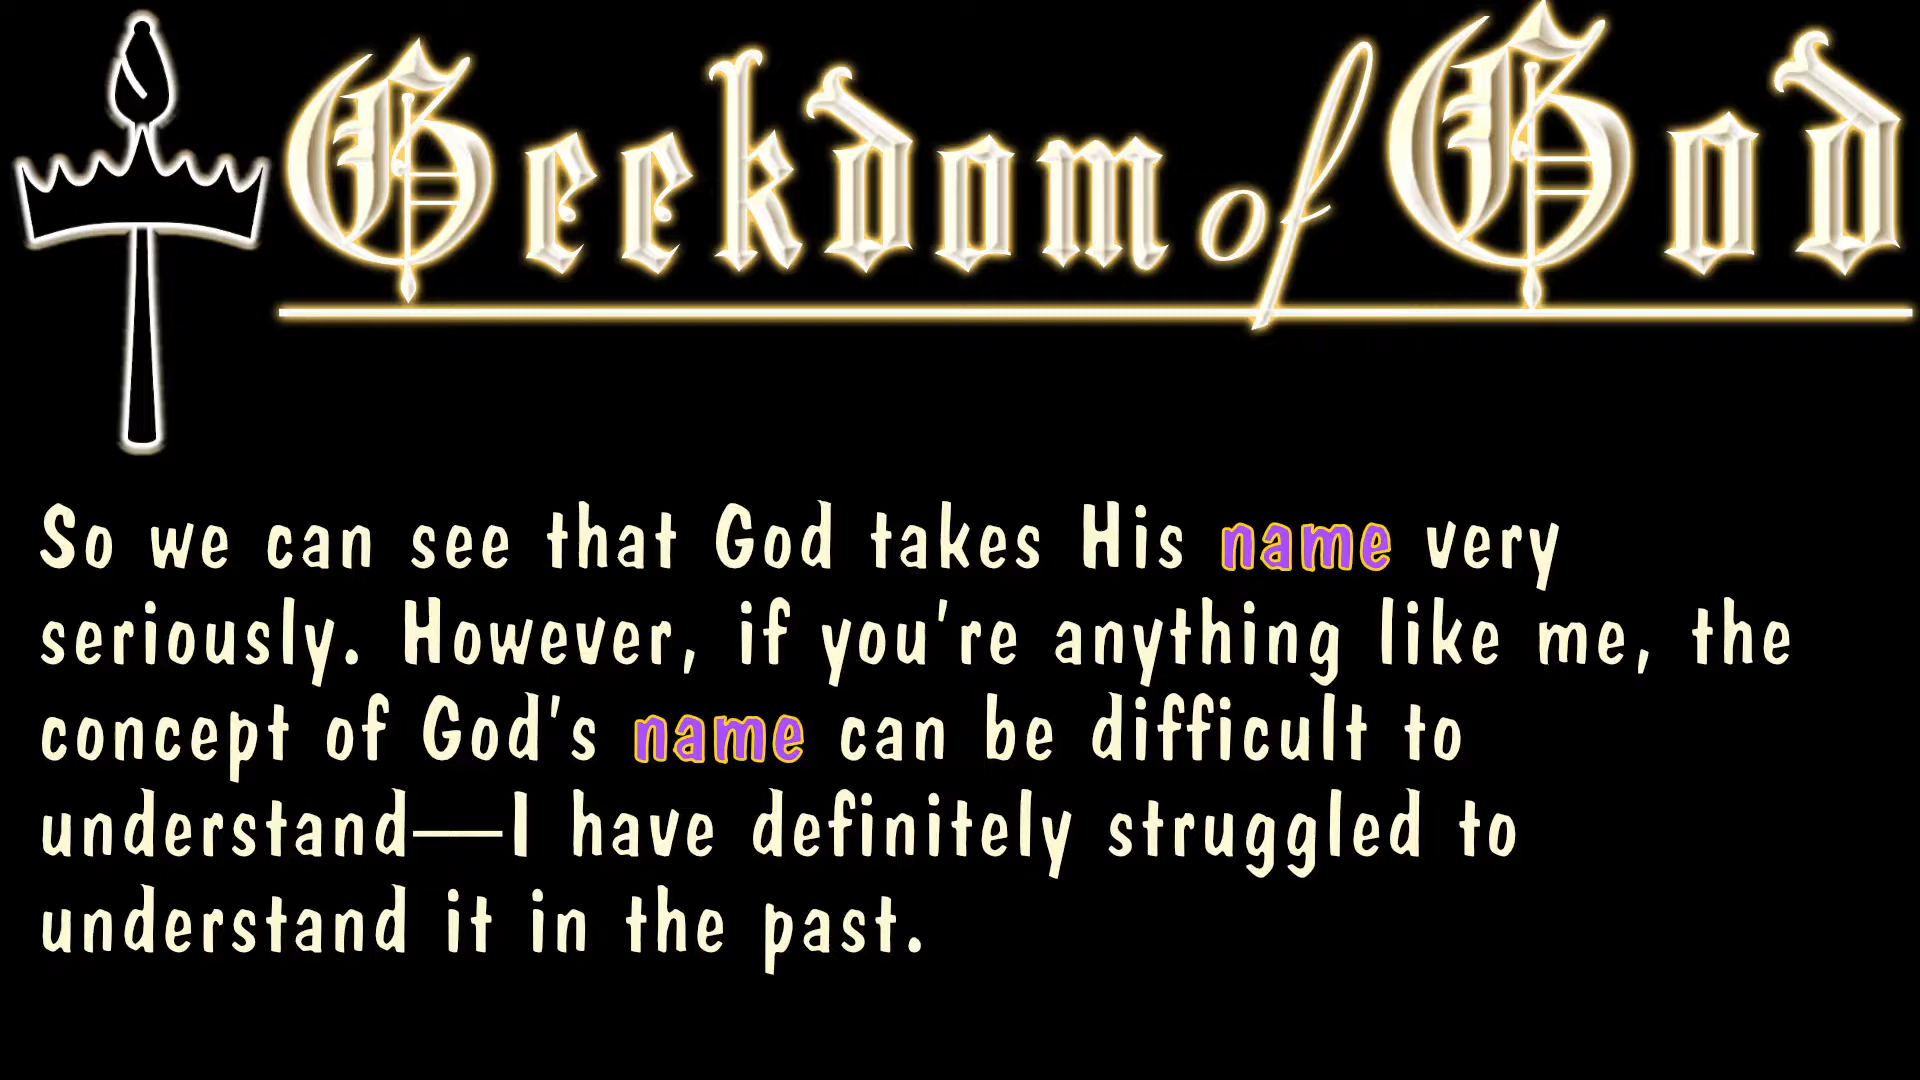 Geekdom of God
So we can see that God takes His name very
seriously. However, if you're anything like me, the
concept of God's name can be difficult to
understand—I have definitely struggled to
understand it in the past.